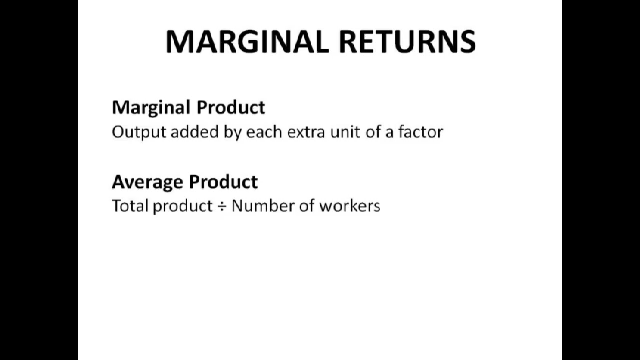 MARGINAL RETURNS
Marginal Product
Output added by each extra unit of a factor
Average Product
Total product ÷ Number of workers